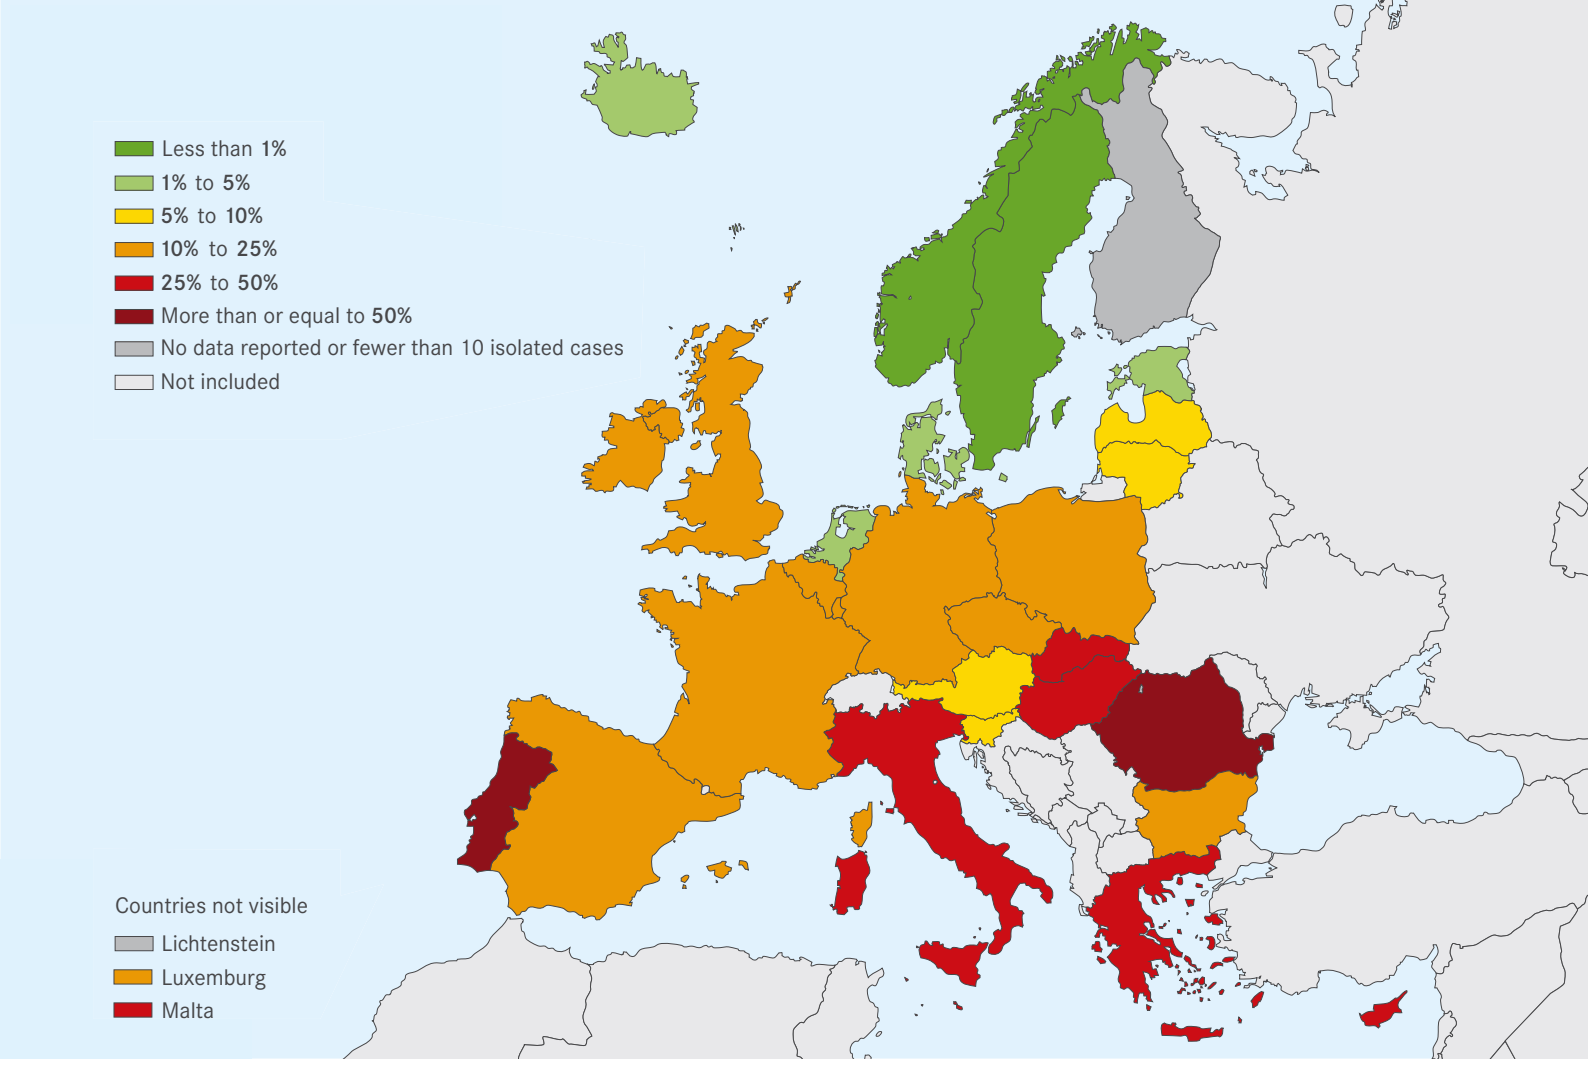 Less than 1%
1% to 5%
5% to 10%
10% to 25%
25% to 50%
More than or equal to 50%
No data reported or fewer than 10 isolated cases
Not included
Countries not visible
Lichtenstein
Luxemburg
Malta